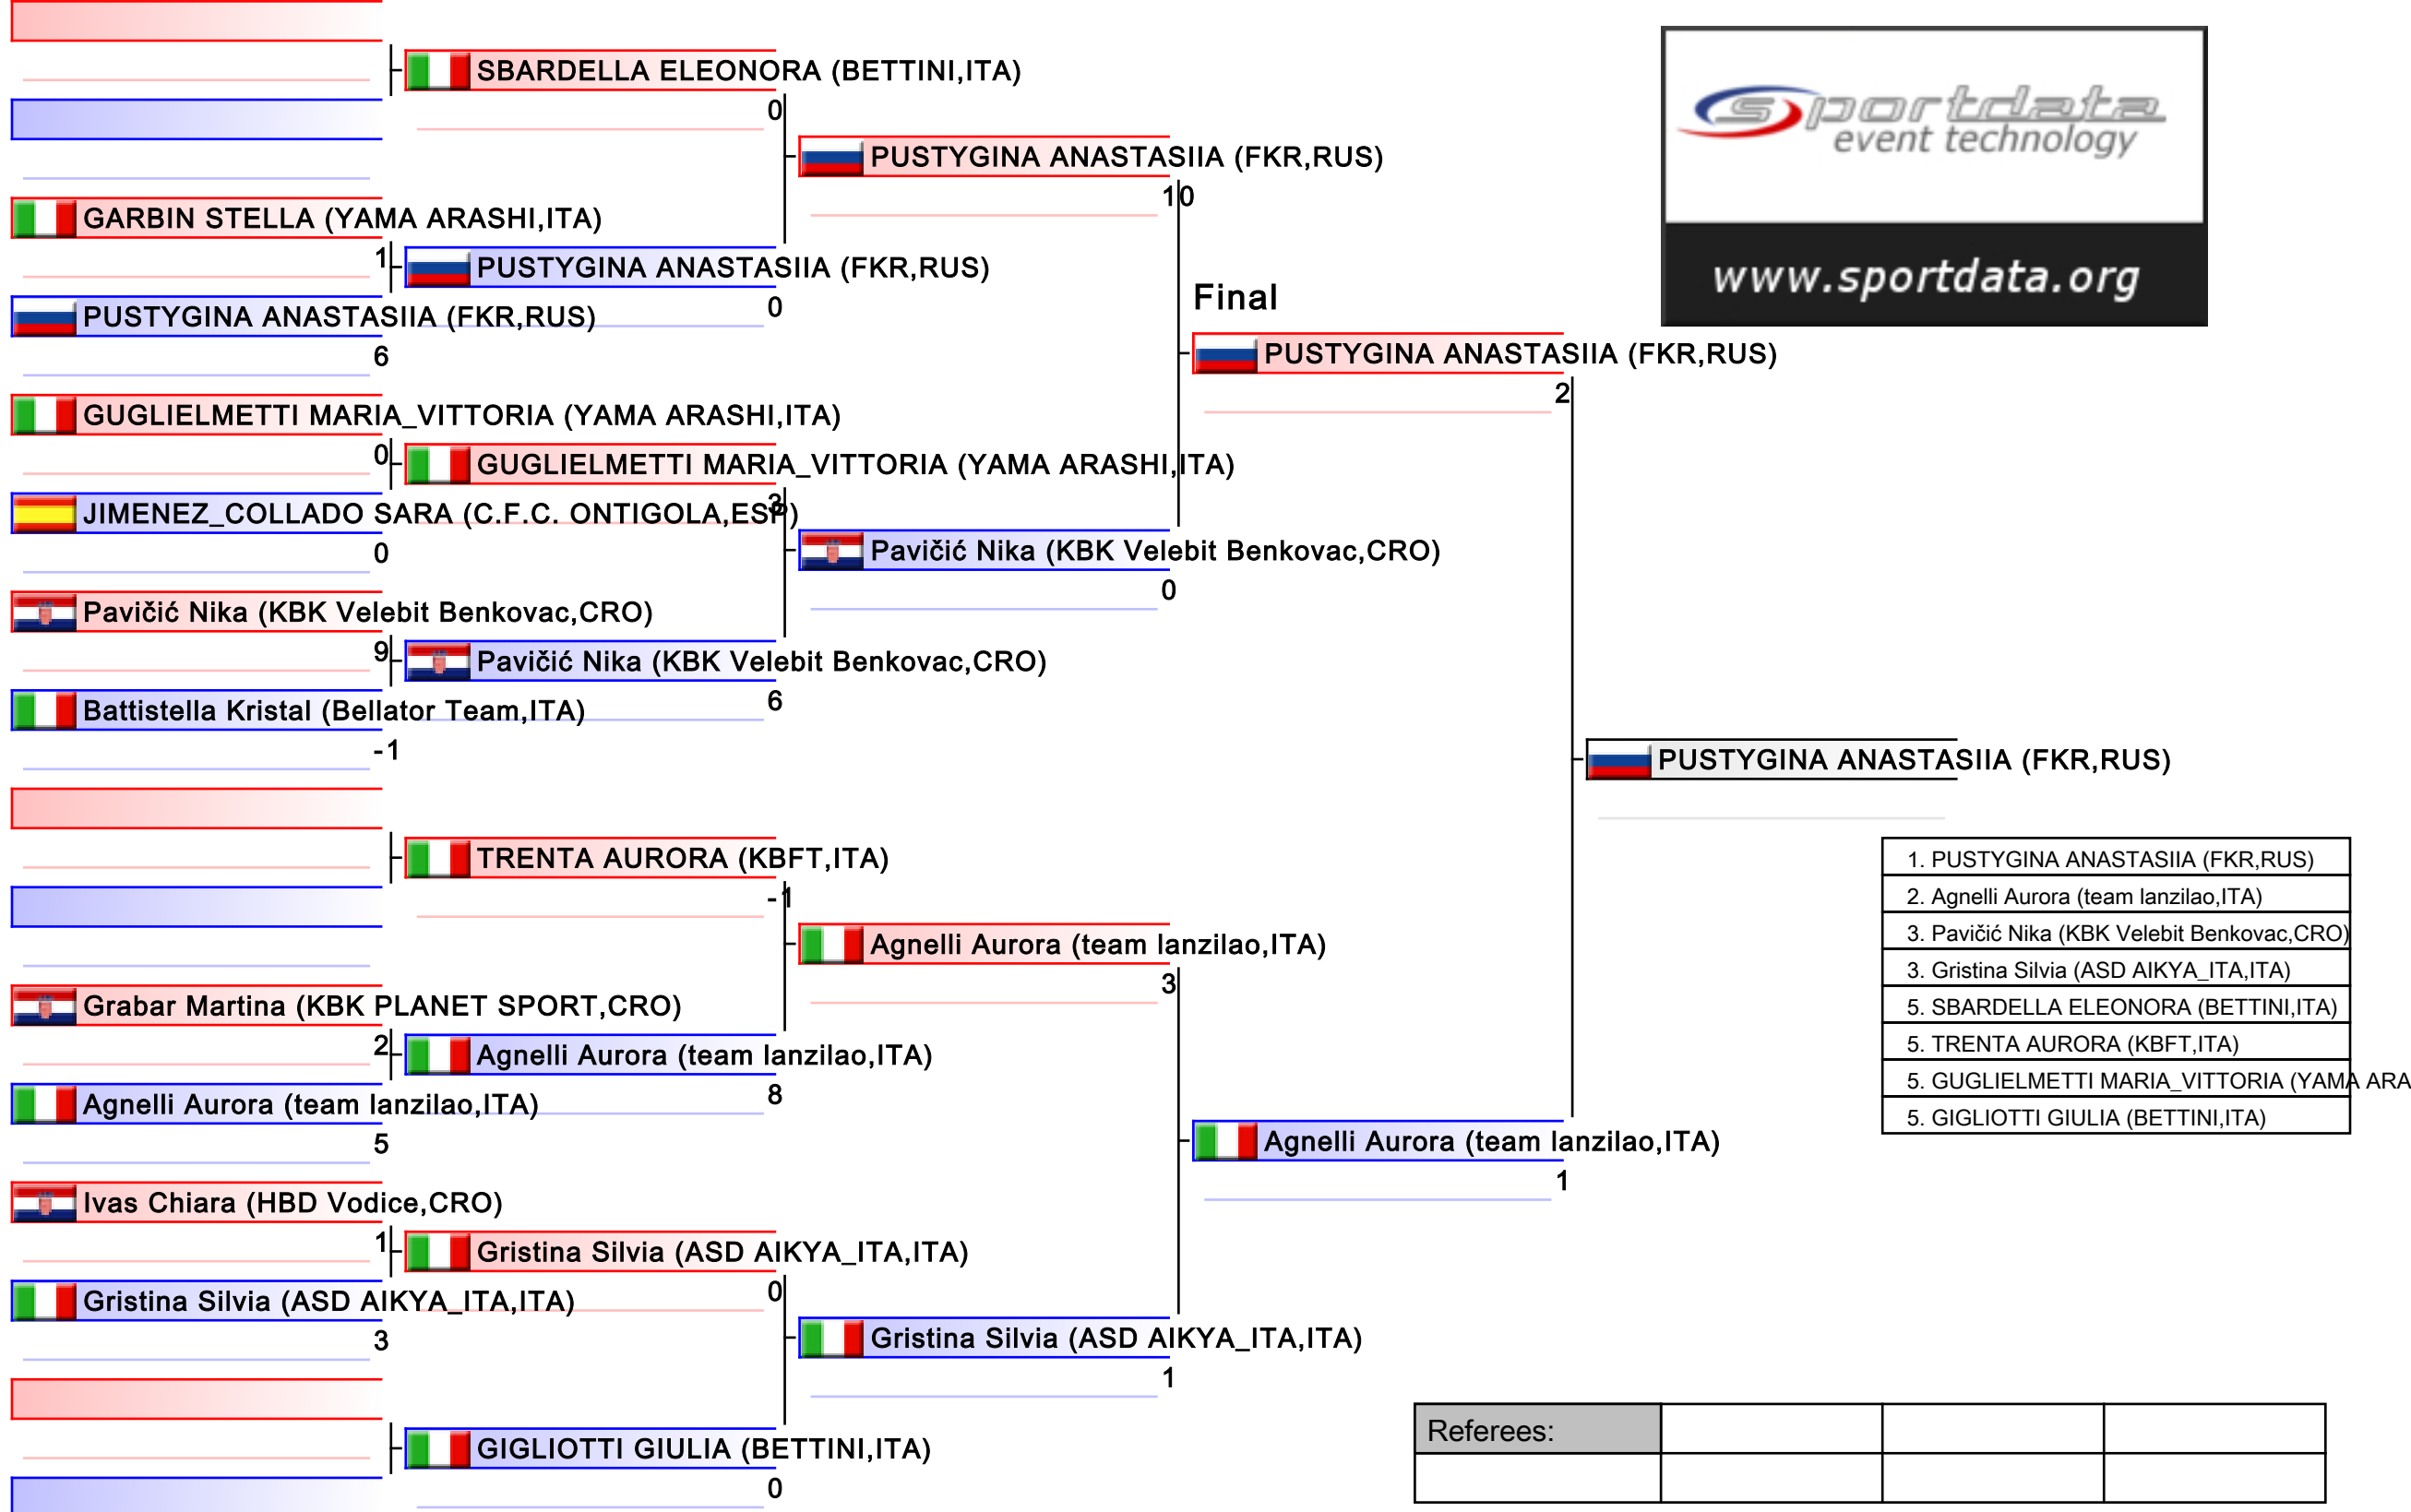 SBARDELLA ELEONORA (BETTINI,ITA)
0
GARBIN STELLA (YAMA ARASHI,ITA)
1
PUSTYGINA ANASTASIIA (FKR,RUS)
6
PUSTYGINA ANASTASIIA (FKR,RUS)
0
GUGLIELMETTI MARIA_VITTORIA (YAMA ARASHI,ITA)
0
JIMENEZ_COLLADO SARA (C.F.C. ONTIGOLA,ESP)
0
GUGLIELMETTI MARIA_VITTORIA (YAMA ARASHI,ITA)
3
Pavičić Nika (KBK Velebit Benkovac,CRO)
9
Battistella Kristal (Bellator Team,ITA)
-1
Pavičić Nika (KBK Velebit Benkovac,CRO)
6
TRENTA AURORA (KBFT,ITA)
-1
Grabar Martina (KBK PLANET SPORT,CRO)
2
Agnelli Aurora (team lanzilao,ITA)
5
Agnelli Aurora (team lanzilao,ITA)
8
Ivas Chiara (HBD Vodice,CRO)
1
Gristina Silvia (ASD AIKYA_ITA,ITA)
3
Gristina Silvia (ASD AIKYA_ITA,ITA)
0
GIGLIOTTI GIULIA (BETTINI,ITA)
0
PUSTYGINA ANASTASIIA (FKR,RUS)
10
Pavičić Nika (KBK Velebit Benkovac,CRO)
0
Agnelli Aurora (team lanzilao,ITA)
3
Gristina Silvia (ASD AIKYA_ITA,ITA)
1
Final
PUSTYGINA ANASTASIIA (FKR,RUS)
2
Agnelli Aurora (team lanzilao,ITA)
1
PUSTYGINA ANASTASIIA (FKR,RUS)
sportdata
event technology
www.sportdata.org
1. PUSTYGINA ANASTASIIA (FKR,RUS)
2. Agnelli Aurora (team lanzilao,ITA)
3. Pavičić Nika (KBK Velebit Benkovac,CRO)
3. Gristina Silvia (ASD AIKYA_ITA,ITA)
5. SBARDELLA ELEONORA (BETTINI,ITA)
5. TRENTA AURORA (KBFT,ITA)
5. GUGLIELMETTI MARIA_VITTORIA (YAMA ARA
5. GIGLIOTTI GIULIA (BETTINI,ITA)
Referees: